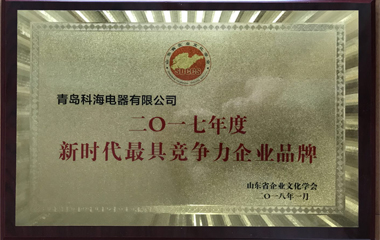 青岛科海电器有限公司
二〇一七年度
新时代最具竞争力企业品牌
山东省企业文化学会
二〇一八年一月